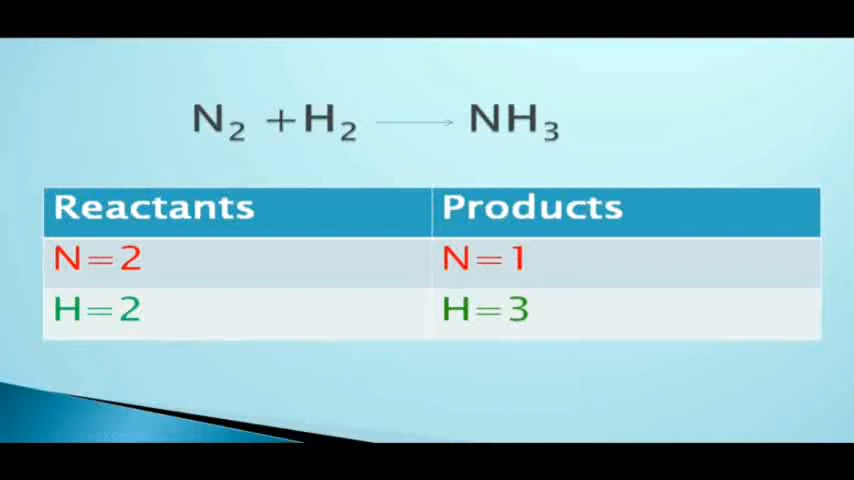 N₂ + H₂ ⟶ NH₃
Reactants Products
N=2 N=1
H=2 H=3